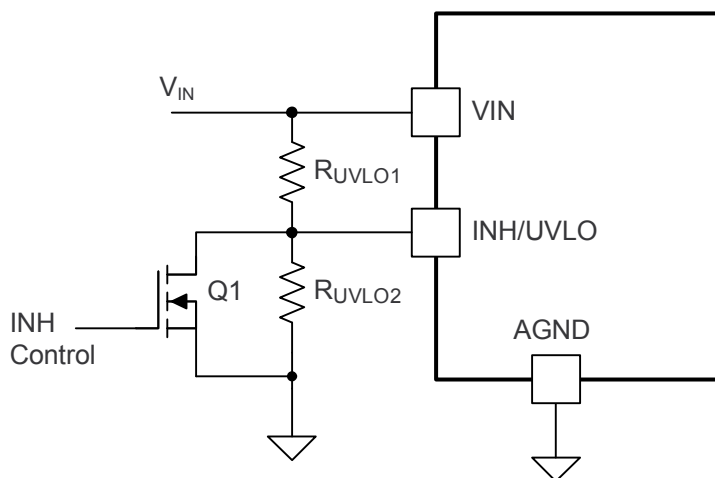 VIN
VIN
RUVLO1
INH/UVLO
Q1
RUVLO2
INH
Control
AGND